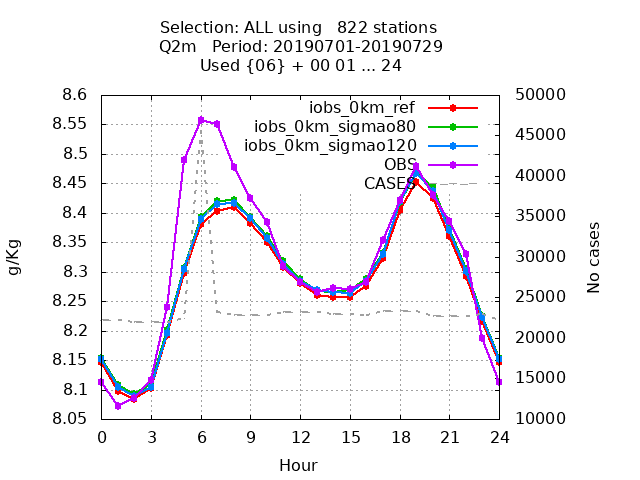 Selection: ALL using   822 stations
Q2m   Period: 20190701-20190729
Used {06} + 00 01 ... 24
iobs_0km_ref
iobs_0km_sigmao80
iobs_0km_sigmao120
OBS
CASES
g/Kg
8.6
8.55
8.5
8.45
8.4
8.35
8.3
8.25
8.2
8.15
8.1
8.05
50000
45000
40000
35000
30000
25000
20000
15000
10000
No cases
0 3 6 9 12 15 18 21 24
Hour